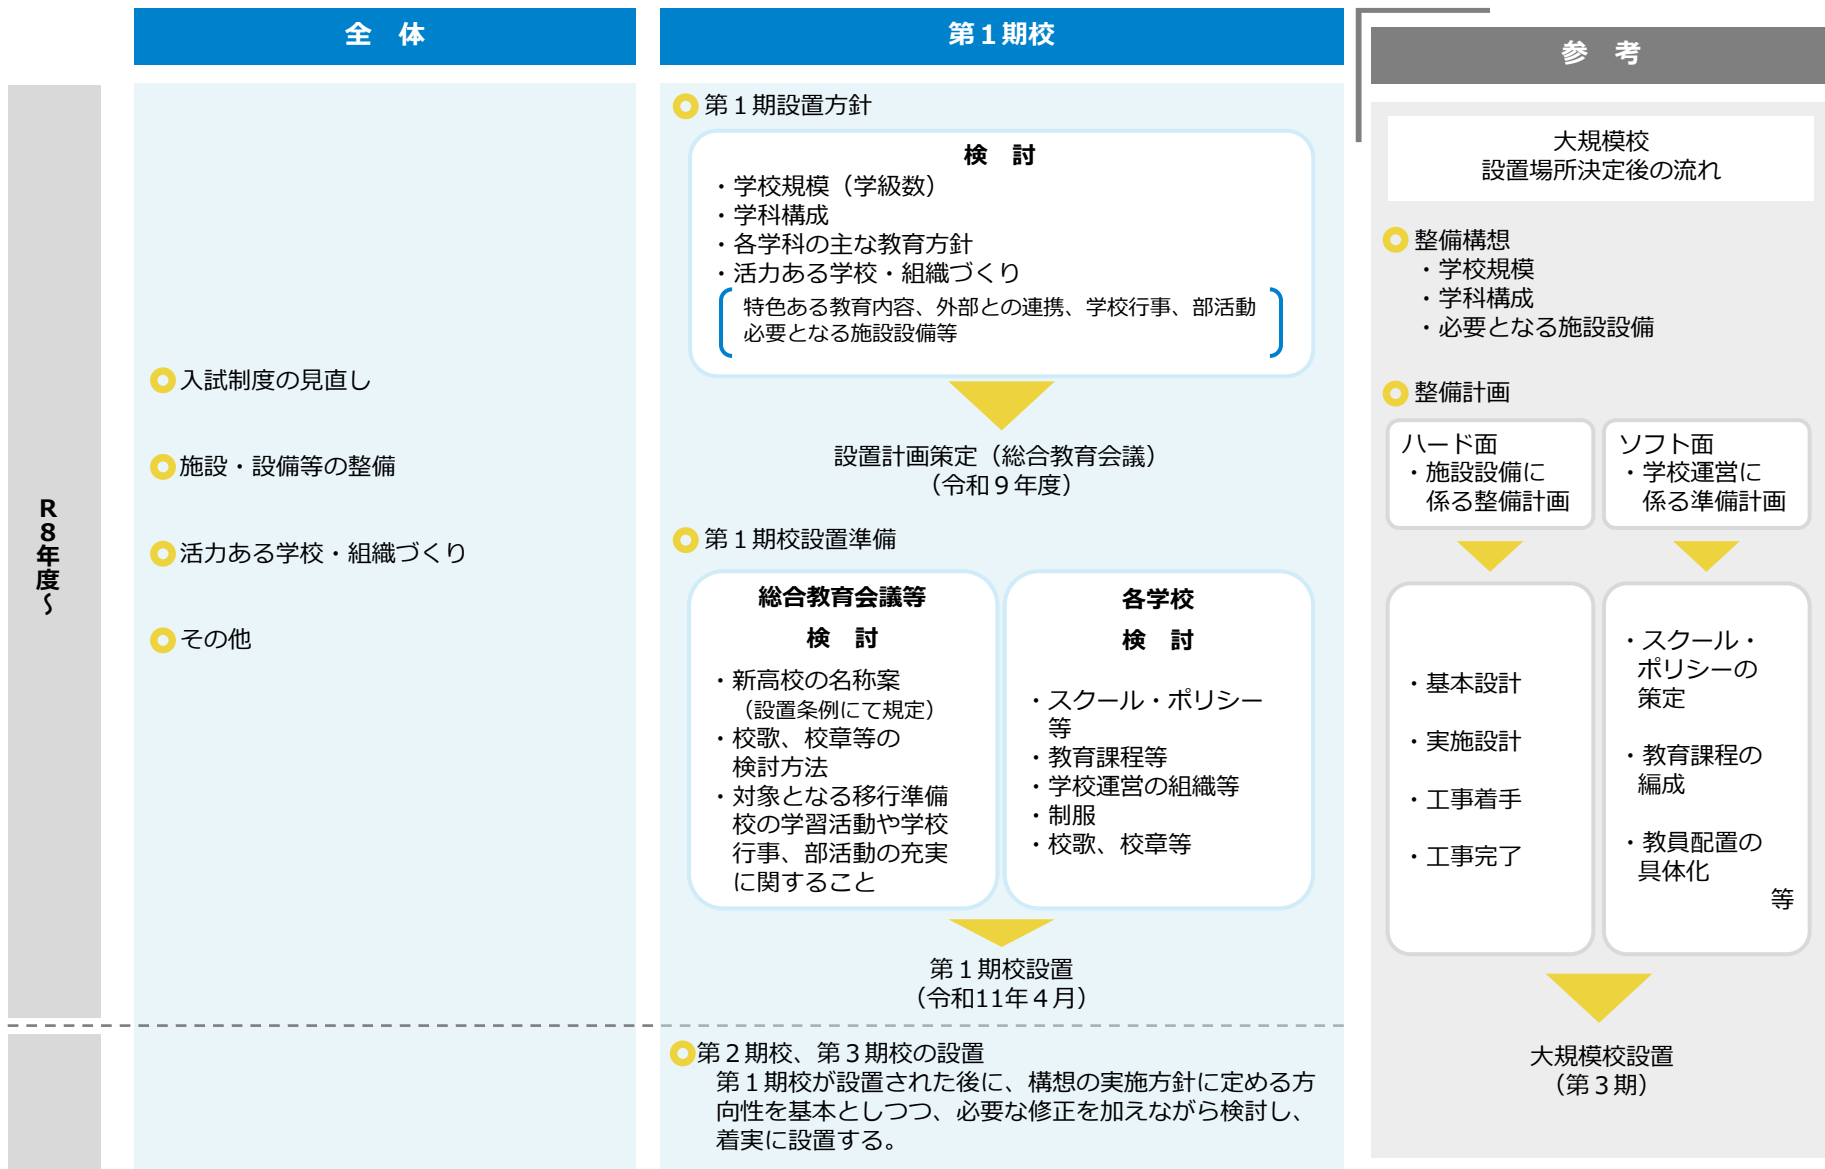 全　体
第１期校
参　考
R8年度～
入試制度の見直し
施設・設備等の整備
活力ある学校・組織づくり
その他
第１期設置方針
検　討
・学校規模（学級数）
・学科構成
・各学科の主な教育方針
・活力ある学校・組織づくり
特色ある教育内容、外部との連携、学校行事、部活動
必要となる施設設備等
設置計画策定（総合教育会議）
（令和９年度）
第１期校設置準備
総合教育会議等
検　討
・新高校の名称案
（設置条例にて規定）
・校歌、校章等の
検討方法
・対象となる移行準備
校の学習活動や学校
行事、部活動の充実
に関すること
各学校
検　討
・スクール・ポリシー
等
・教育課程等
・学校運営の組織等
・制服
・校歌、校章等
第１期校設置
（令和11年４月）
第２期校、第３期校の設置
第１期校が設置された後に、構想の実施方針に定める方
向性を基本としつつ、必要な修正を加えながら検討し、
着実に設置する。
大規模校
設置場所決定後の流れ
整備構想
・学校規模
・学科構成
・必要となる施設設備
整備計画
ハード面
・施設設備に
係る整備計画
ソフト面
・学校運営に
係る準備計画
・基本設計
・実施設計
・工事着手
・工事完了
・スクール・
ポリシーの
策定
・教育課程の
編成
・教員配置の
具体化
等
大規模校設置
（第３期）